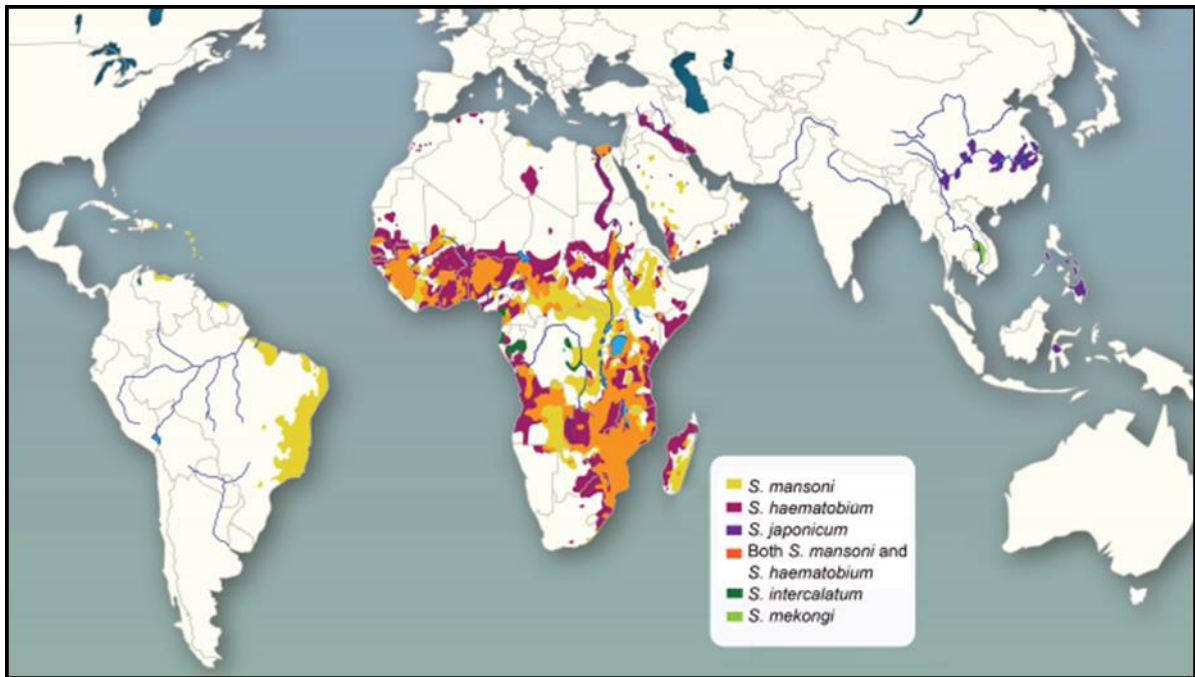 S. mansoni
S. haematobium
S. japonicum
Both S. mansoni and
S. haematobium
S. intercalatum
S. mekongi